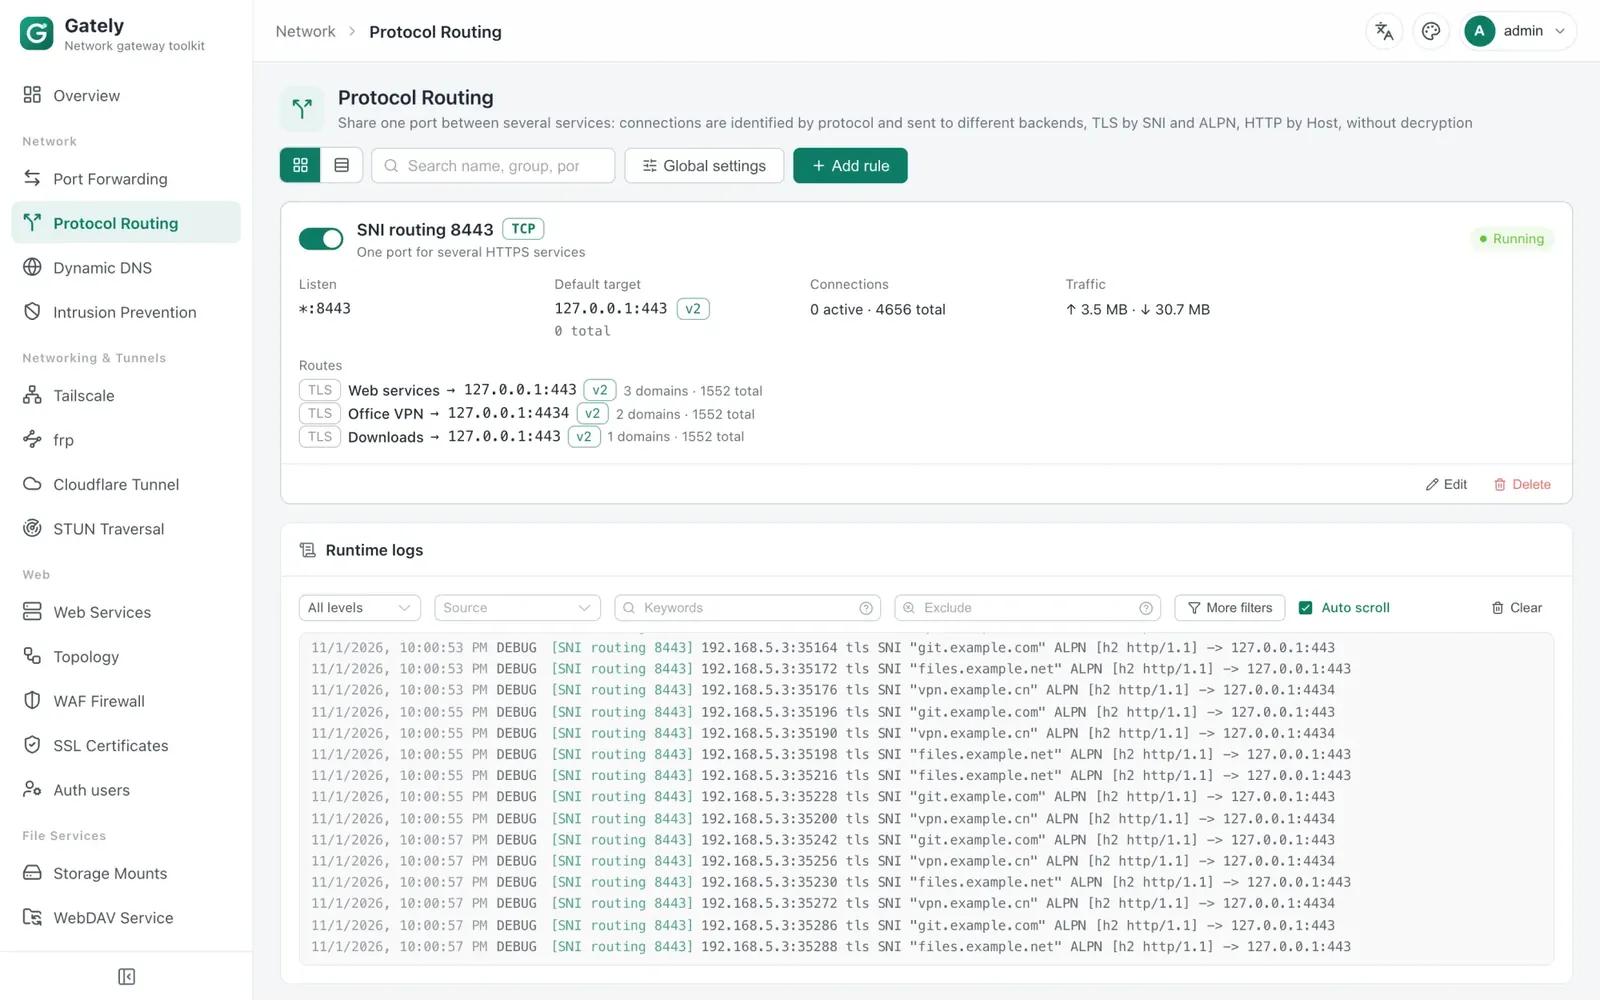 Gately
Network gateway toolkit
Overview
Network
Port Forwarding
Protocol Routing
Dynamic DNS
Intrusion Prevention
Networking & Tunnels
Tailscale
frp
Cloudflare Tunnel
STUN Traversal
Web
Web Services
Topology
WAF Firewall
SSL Certificates
Auth users
File Services
Storage Mounts
WebDAV Service
Network > Protocol Routing
A admin
Protocol Routing
Share one port between several services: connections are identified by protocol and sent to different backends, TLS by SNI and ALPN, HTTP by Host, without decryption
Search name, group, por
Global settings
+ Add rule
SNI routing 8443 TCP
One port for several HTTPS services
Running
Listen
*:8443
Default target
127.0.0.1:443 v2
0 total
Connections
0 active · 4656 total
Traffic
↑ 3.5 MB · ↓ 30.7 MB
Routes
TLS Web services → 127.0.0.1:443 v2 3 domains · 1552 total
TLS Office VPN → 127.0.0.1:4434 v2 2 domains · 1552 total
TLS Downloads → 127.0.0.1:443 v2 1 domains · 1552 total
Edit
Delete
Runtime logs
All levels
Source
Keywords
Exclude
More filters
Auto scroll
Clear
11/1/2026, 10:00:53 PM DEBUG [SNI routing 8443] 192.168.5.3:35164 tls SNI "git.example.com" ALPN [h2 http/1.1] -> 127.0.0.1:443
11/1/2026, 10:00:53 PM DEBUG [SNI routing 8443] 192.168.5.3:35172 tls SNI "files.example.net" ALPN [h2 http/1.1] -> 127.0.0.1:443
11/1/2026, 10:00:53 PM DEBUG [SNI routing 8443] 192.168.5.3:35176 tls SNI "vpn.example.cn" ALPN [h2 http/1.1] -> 127.0.0.1:4434
11/1/2026, 10:00:55 PM DEBUG [SNI routing 8443] 192.168.5.3:35196 tls SNI "git.example.com" ALPN [h2 http/1.1] -> 127.0.0.1:443
11/1/2026, 10:00:55 PM DEBUG [SNI routing 8443] 192.168.5.3:35190 tls SNI "vpn.example.cn" ALPN [h2 http/1.1] -> 127.0.0.1:4434
11/1/2026, 10:00:55 PM DEBUG [SNI routing 8443] 192.168.5.3:35198 tls SNI "files.example.net" ALPN [h2 http/1.1] -> 127.0.0.1:443
11/1/2026, 10:00:55 PM DEBUG [SNI routing 8443] 192.168.5.3:35216 tls SNI "files.example.net" ALPN [h2 http/1.1] -> 127.0.0.1:443
11/1/2026, 10:00:55 PM DEBUG [SNI routing 8443] 192.168.5.3:35228 tls SNI "git.example.com" ALPN [h2 http/1.1] -> 127.0.0.1:443
11/1/2026, 10:00:55 PM DEBUG [SNI routing 8443] 192.168.5.3:35200 tls SNI "vpn.example.cn" ALPN [h2 http/1.1] -> 127.0.0.1:4434
11/1/2026, 10:00:57 PM DEBUG [SNI routing 8443] 192.168.5.3:35242 tls SNI "git.example.com" ALPN [h2 http/1.1] -> 127.0.0.1:443
11/1/2026, 10:00:57 PM DEBUG [SNI routing 8443] 192.168.5.3:35256 tls SNI "vpn.example.cn" ALPN [h2 http/1.1] -> 127.0.0.1:4434
11/1/2026, 10:00:57 PM DEBUG [SNI routing 8443] 192.168.5.3:35230 tls SNI "files.example.net" ALPN [h2 http/1.1] -> 127.0.0.1:443
11/1/2026, 10:00:57 PM DEBUG [SNI routing 8443] 192.168.5.3:35272 tls SNI "vpn.example.cn" ALPN [h2 http/1.1] -> 127.0.0.1:4434
11/1/2026, 10:00:57 PM DEBUG [SNI routing 8443] 192.168.5.3:35286 tls SNI "git.example.com" ALPN [h2 http/1.1] -> 127.0.0.1:443
11/1/2026, 10:00:57 PM DEBUG [SNI routing 8443] 192.168.5.3:35288 tls SNI "files.example.net" ALPN [h2 http/1.1] -> 127.0.0.1:443